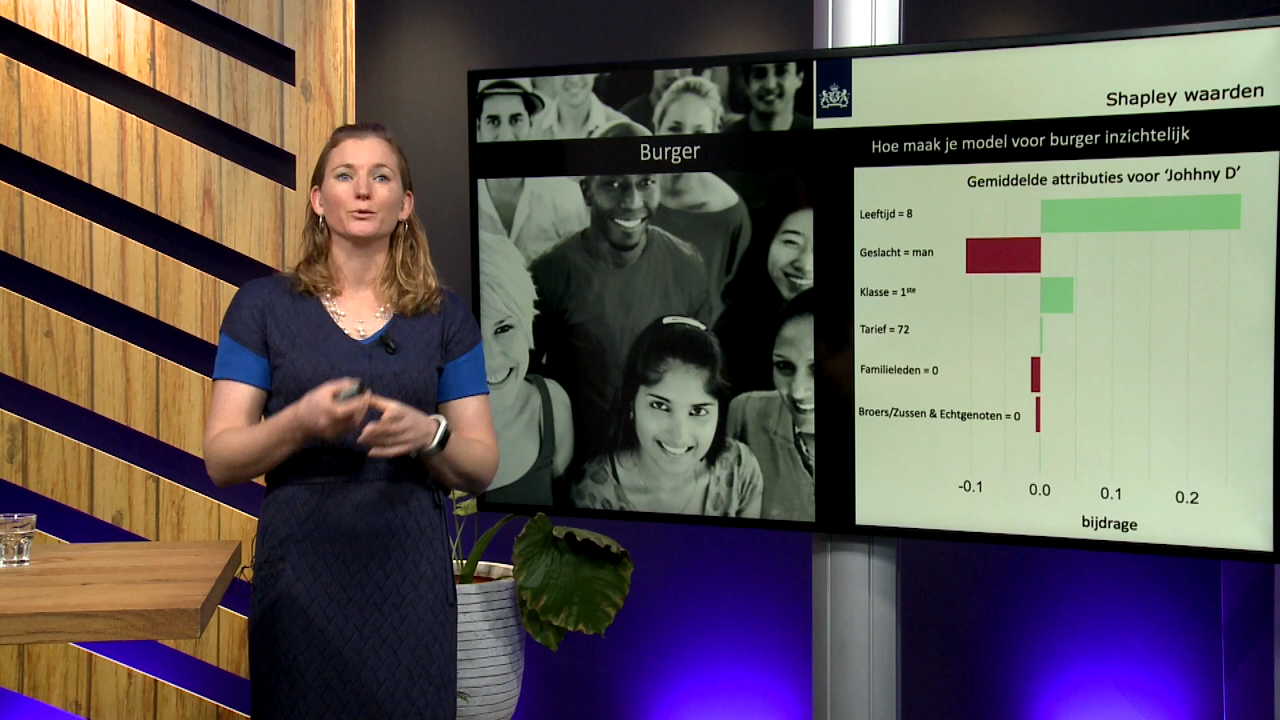 Shapley waarden
Burger
Hoe maak je model voor burger inzichtelijk
Gemiddelde attributies voor ‘Johhny D’
Leeftijd = 8
Geslacht = man
Klasse = 1ste
Tarief = 72
Familieleden = 0
Broers/Zussen & Echtgenoten = 0
-0.1 0.0 0.1 0.2
bijdrage